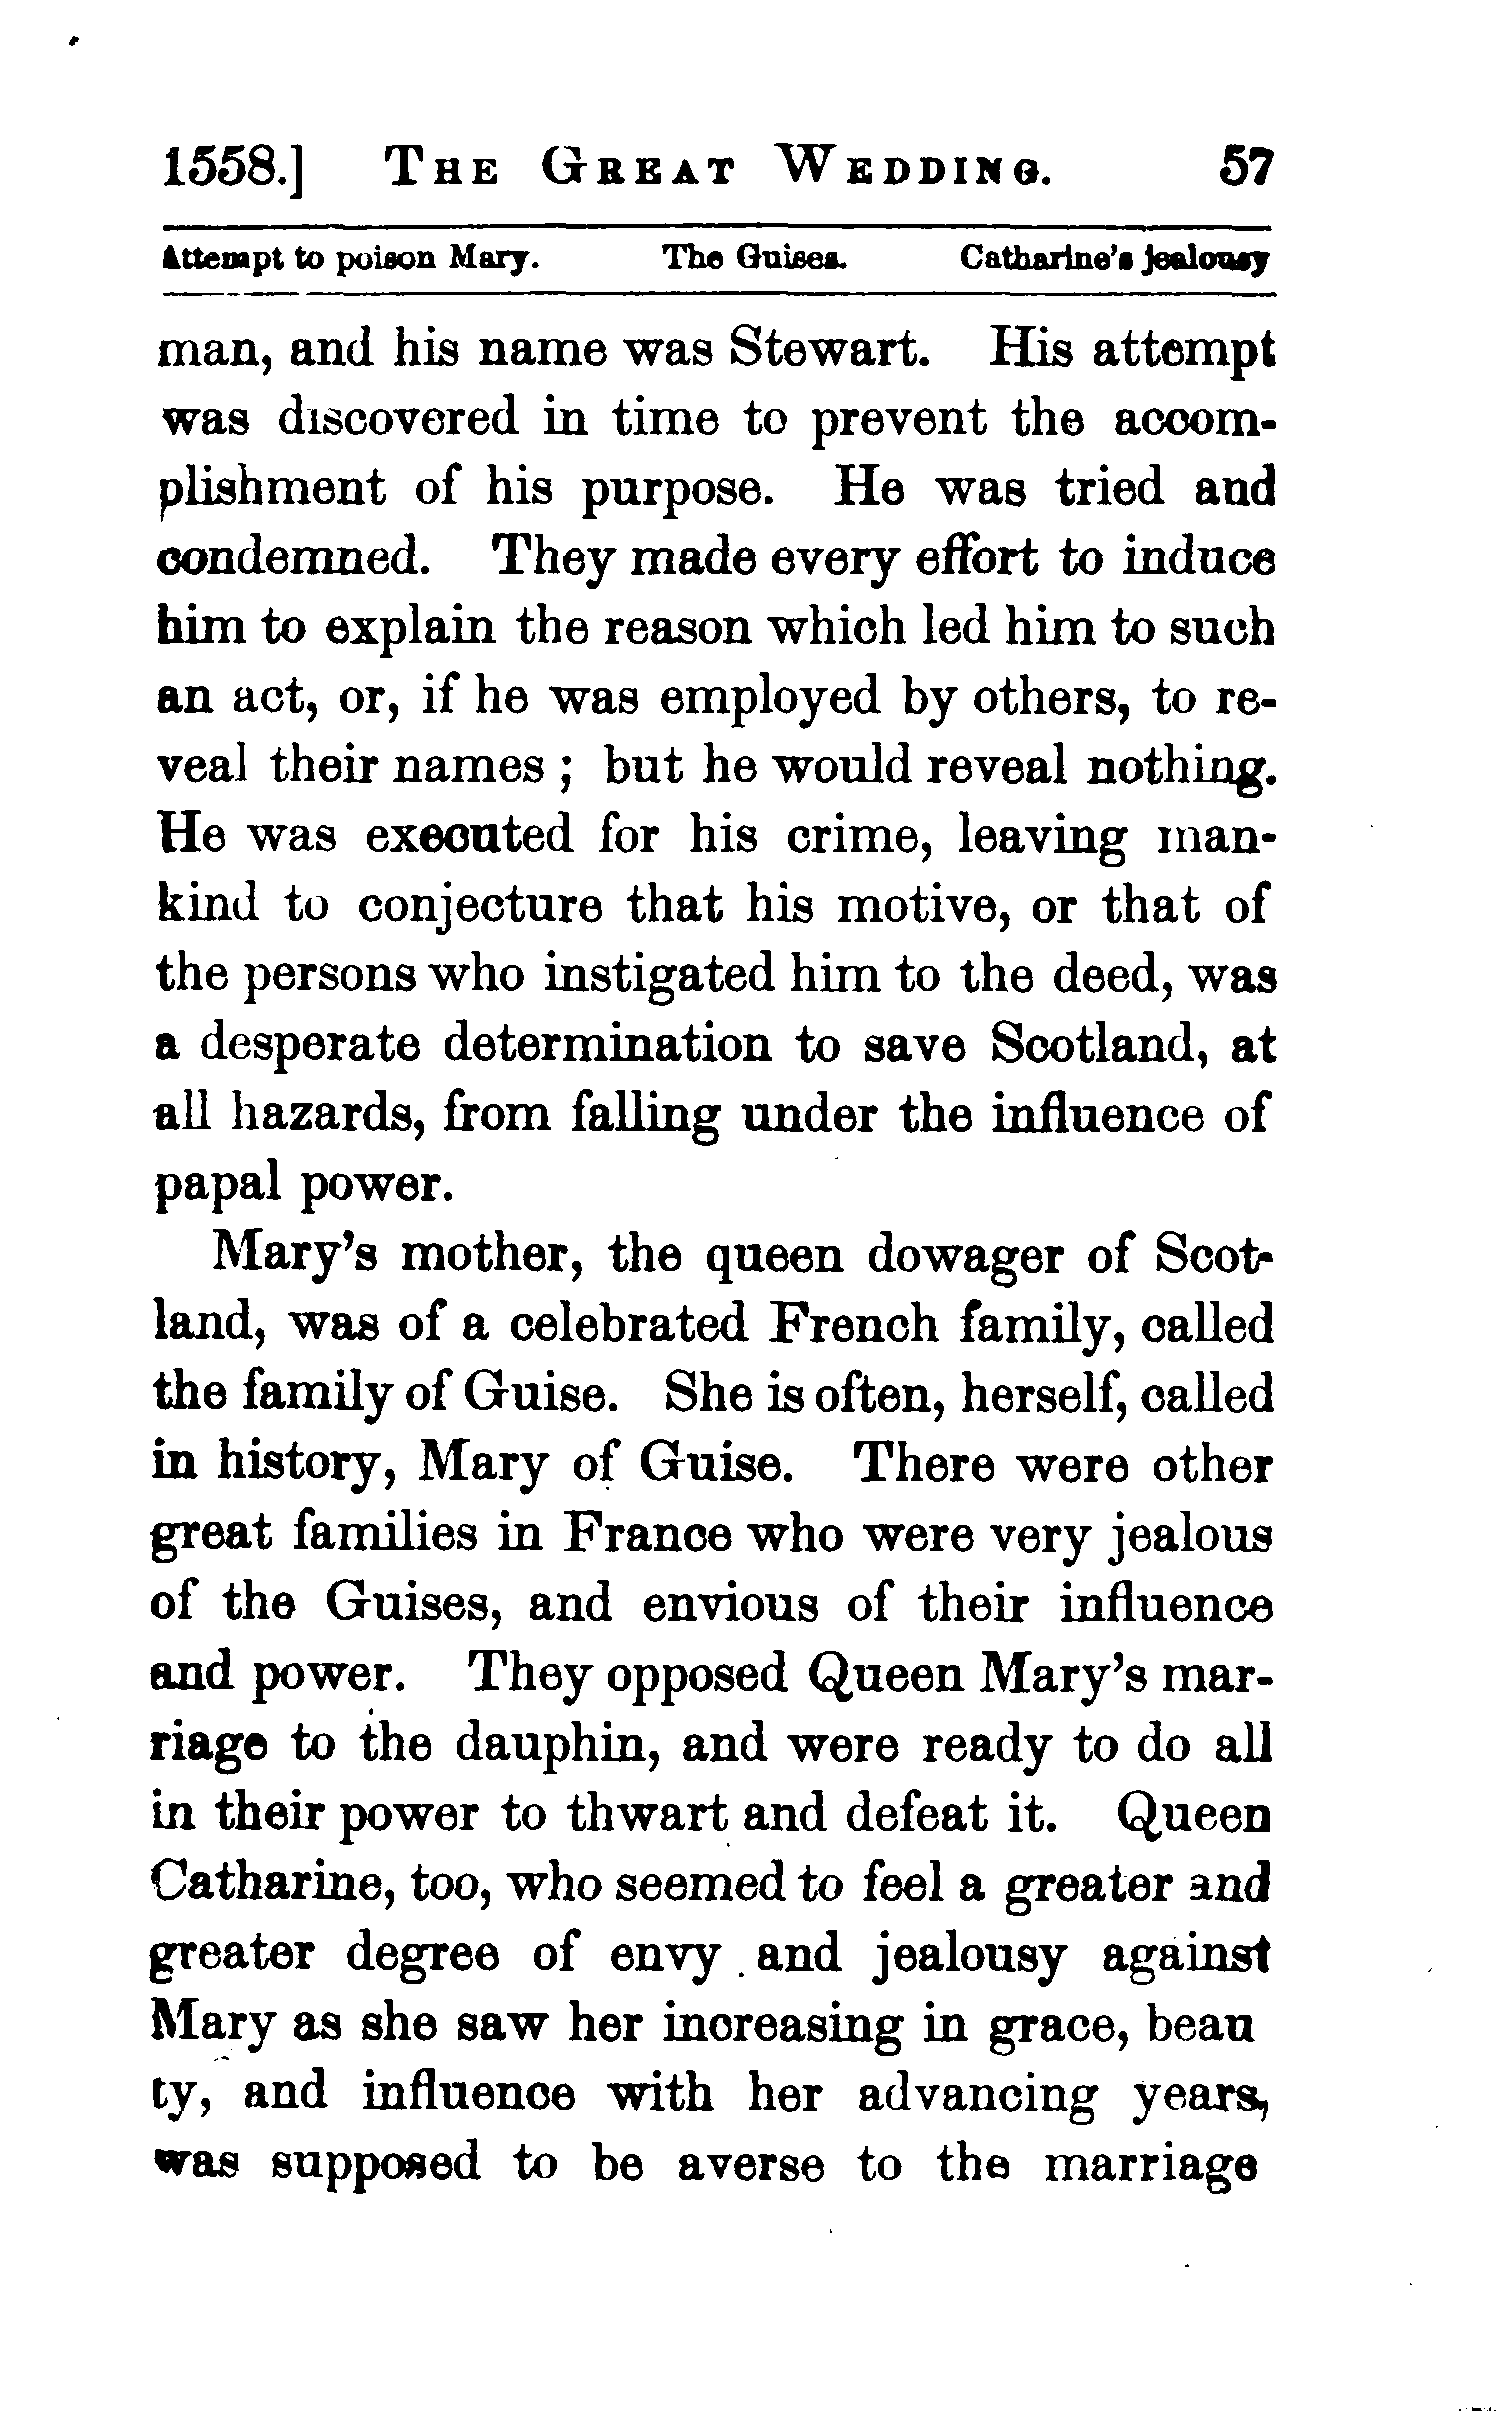 1558.] THE GREAT WEDDING. 57
Attempt to poison Mary. The Guises. Catharine's jealousy
man, and his name was Stewart. His attempt
was discovered in time to prevent the accom-
plishment of his purpose. He was tried and
condemned. They made every effort to induce
him to explain the reason which led him to such
an act, or, if he was employed by others, to re-
veal their names ; but he would reveal nothing.
He was executed for his crime, leaving man-
kind to conjecture that his motive, or that of
the persons who instigated him to the deed, was
a desperate determination to save Scotland, at
all hazards, from falling under the influence of
papal power.
Mary's mother, the queen dowager of Scot-
land, was of a celebrated French family, called
the family of Guise. She is often, herself, called
in history, Mary of Guise. There were other
great families in France who were very jealous
of the Guises, and envious of their influence
and power. They opposed Queen Mary's mar-
riage to the dauphin, and were ready to do all
in their power to thwart and defeat it. Queen
Catharine, too, who seemed to feel a greater and
greater degree of envy and jealousy against
Mary as she saw her increasing in grace, beau
ty, and influence with her advancing years,
was supposed to be averse to the marriage